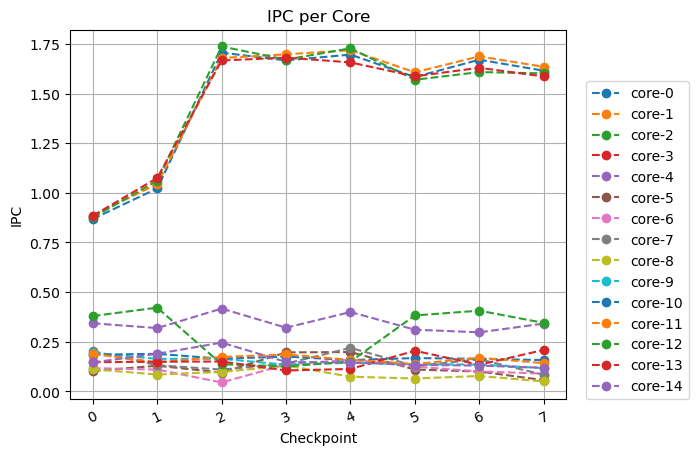 IPC per Core
IPC
1.75
1.50
1.25
1.00
0.75
0.50
0.25
0.00
0 1 2 3 4 5 6 7
Checkpoint
core-0
core-1
core-2
core-3
core-4
core-5
core-6
core-7
core-8
core-9
core-10
core-11
core-12
core-13
core-14